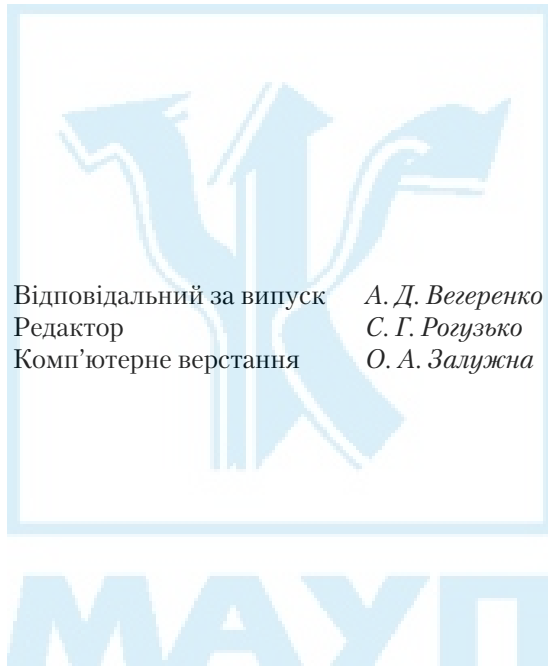 Відповідальний за випуск А. Д. Вегеренко
Редактор С. Г. Рогузько
Комп’ютерне верстання О. А. Залужна
МАУП